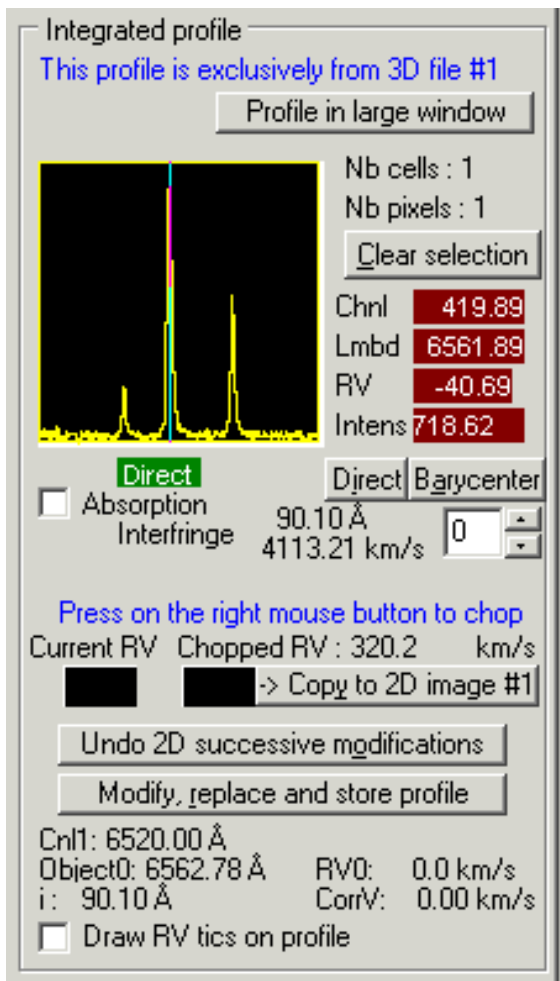 Integrated profile
This profile is exclusively from 3D file #1
Profile in large window
Nb cells : 1
Nb pixels : 1
Clear selection
Chnl 419.89
Lmbd 6561.89
RV -40.69
Intens 718.62
Direct
Direct Barycenter
Absorption
Interfringe
90.10 Å
4113.21 km/s
0
Press on the right mouse button to chop
Current RV Chopped RV : 320.2 km/s
-> Copy to 2D image #1
Undo 2D successive modifications
Modify, replace and store profile
Cnl1: 6520.00 Å
Object0: 6562.78 Å RV0: 0.0 km/s
i : 90.10 Å CorrV: 0.00 km/s
Draw RV tics on profile